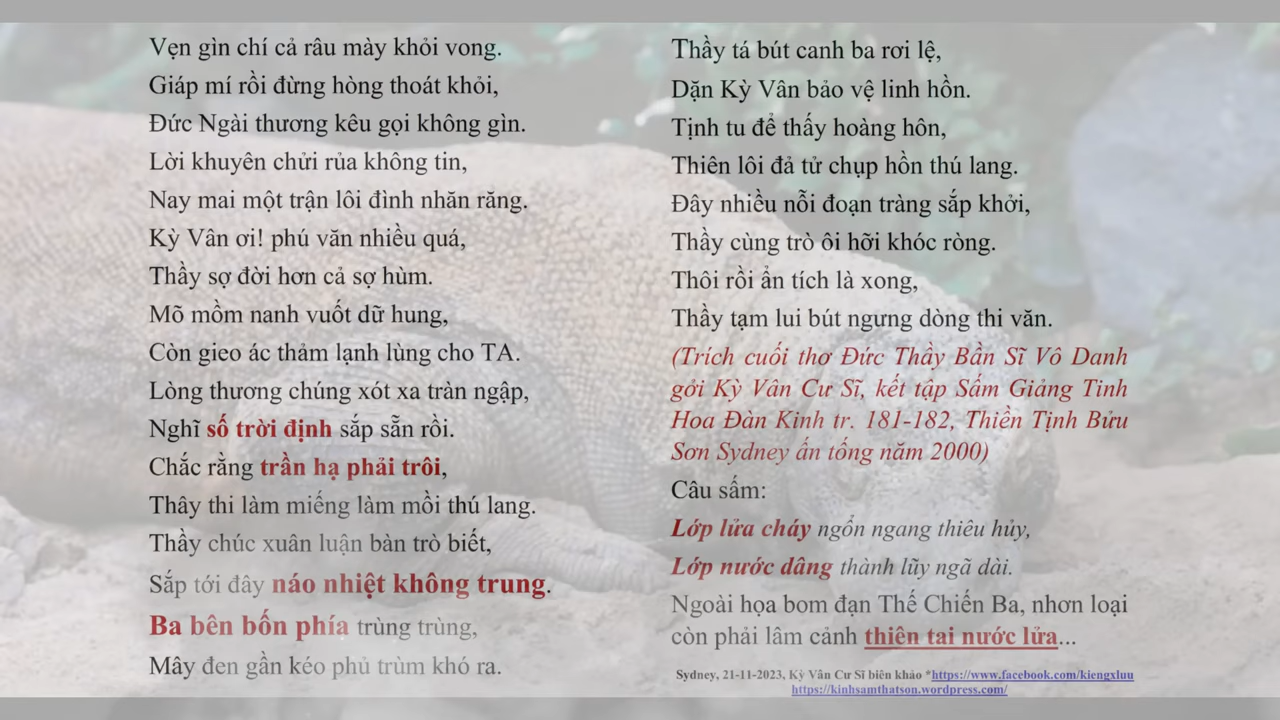 Vẹn gìn chí cả râu mày khỏi vong.
Giáp mí rồi đừng hòng thoát khỏi,
Đức Ngài thương kêu gọi không gìn.
Lời khuyên chửi rủa không tin,
Nay mai một trận lôi đình nhăn răng.
Kỳ Vân ơi! phú văn nhiều quá,
Thầy sợ đời hơn cả sợ hùm.
Mõ mồm nanh vuốt dữ hung,
Còn gieo ác thảm lạnh lùng cho TA.
Lòng thương chúng xót xa tràn ngập,
Nghĩ số trời định sắp sẵn rồi.
Chắc rằng trần hạ phải trôi,
Thây thi làm miếng làm mồi thú lang.
Thầy chúc xuân luận bàn trò biết,
Sắp tới đây náo nhiệt không trung.
Ba bên bốn phía trùng trùng,
Mây đen gần kéo phủ trùm khó ra.
Thầy tá bút canh ba rơi lệ,
Dặn Kỳ Vân bảo vệ linh hồn.
Tịnh tu để thấy hoàng hôn,
Thiên lôi đả tử chụp hồn thú lang.
Đây nhiều nỗi đoạn tràng sắp khởi,
Thầy cùng trò ôi hỡi khóc ròng.
Thôi rồi ẩn tích là xong,
Thầy tạm lui bút ngưng dòng thi văn.
(Trích cuối thơ Đức Thầy Bần Sĩ Vô Danh
gởi Kỳ Vân Cư Sĩ, kết tập Sấm Giảng Tinh
Hoa Đàn Kinh tr. 181-182, Thiền Tịnh Bửu
Sơn Sydney ấn tống năm 2000)
Câu sấm:
Lớp lửa cháy ngổn ngang thiêu hủy,
Lớp nước dâng thành lũy ngã dài.
Ngoài họa bom đạn Thế Chiến Ba, nhơn loại
còn phải lâm cảnh thiên tai nước lửa...
Sydney, 21-11-2023, Kỳ Vân Cư Sĩ biên khảo *https://www.facebook.com/kiengxluu
https://kinhsamthatson.wordpress.com/